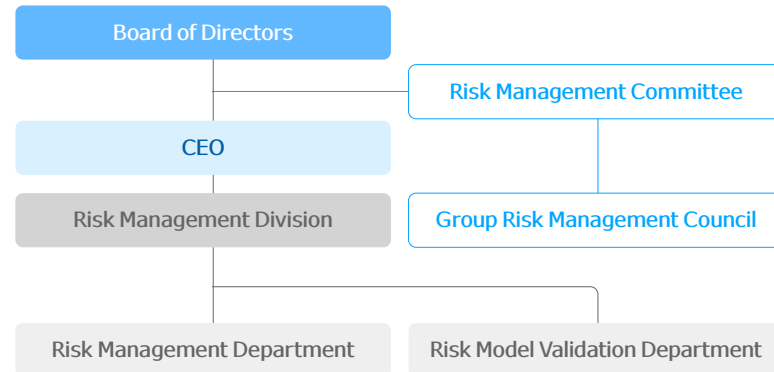 Board of Directors
Risk Management Committee
CEO
Risk Management Division
Group Risk Management Council
Risk Management Department
Risk Model Validation Department